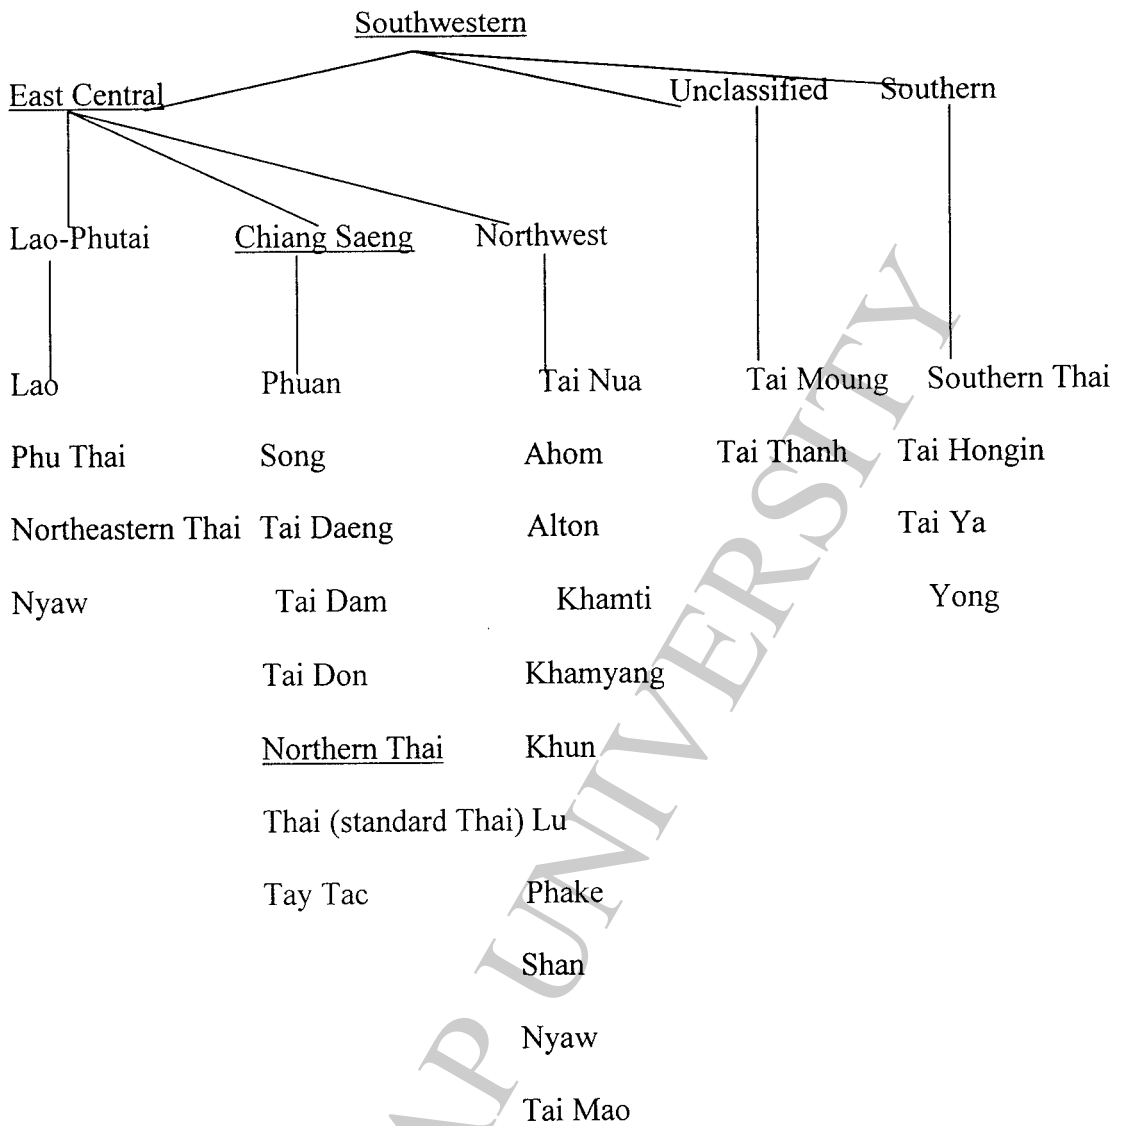 Southwestern
East Central Unclassified Southern
Lao-Phutai Chiang Saeng Northwest
Lao Phuan Tai Nua Tai Moung Southern Thai
Phu Thai Song Ahom Tai Thanh Tai Hongin
Northeastern Thai Tai Daeng Alton Tai Ya
Nyaw Tai Dam Khamti Yong
Tai Don Khamyang
Northern Thai Khun
Thai (standard Thai) Lu
Tay Tac Phake
Shan
Nyaw
Tai Mao
AP UNIVERSITY